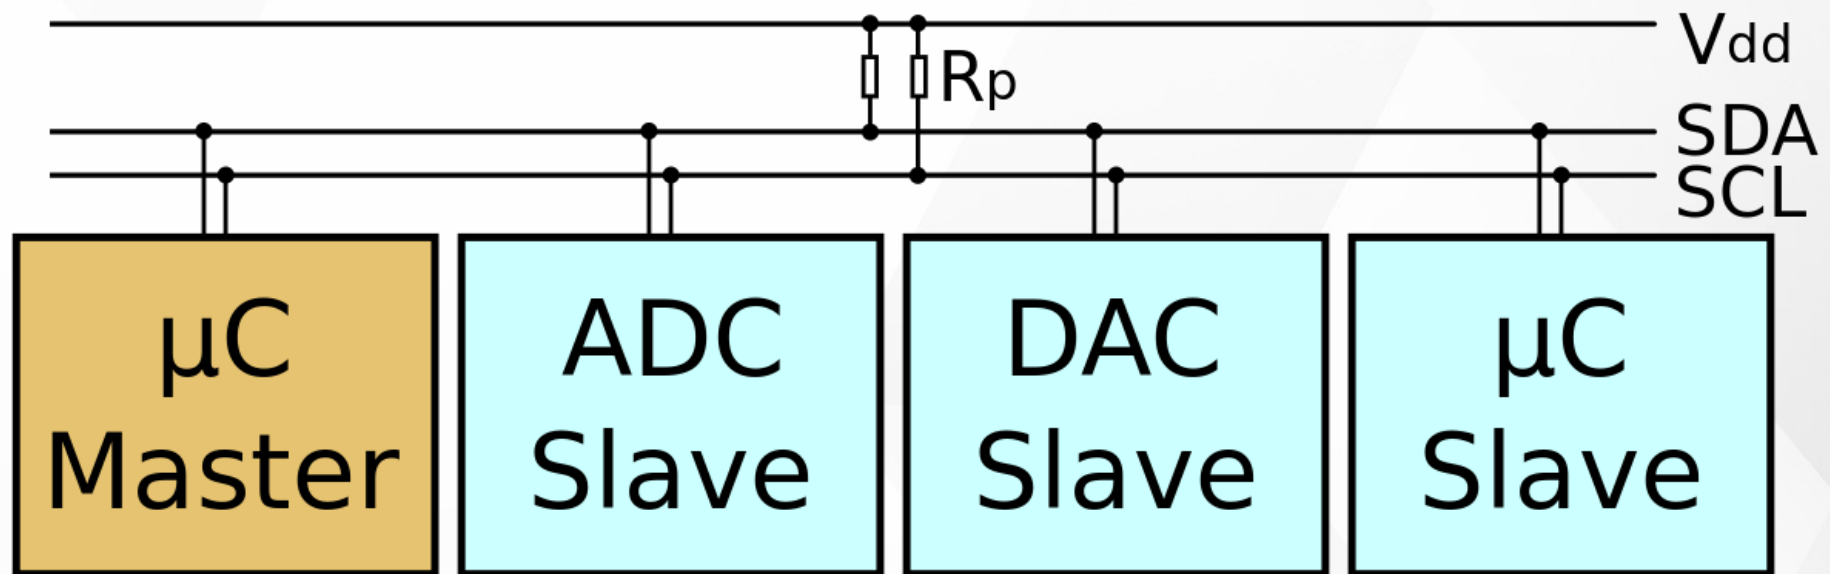 Vdd
Rp
SDA
SCL
µC
Master
ADC
Slave
DAC
Slave
µC
Slave